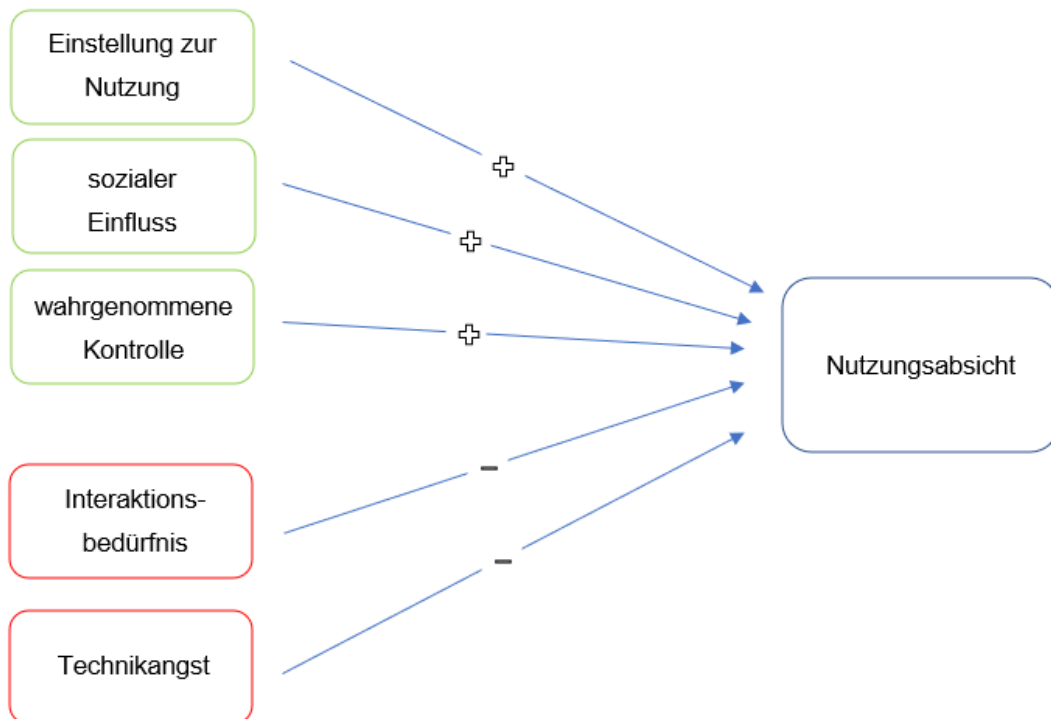 Einstellung zur
Nutzung
sozialer
Einfluss
wahrgenommene
Kontrolle
Nutzungsabsicht
Interaktions-
bedürfnis
Technikangst